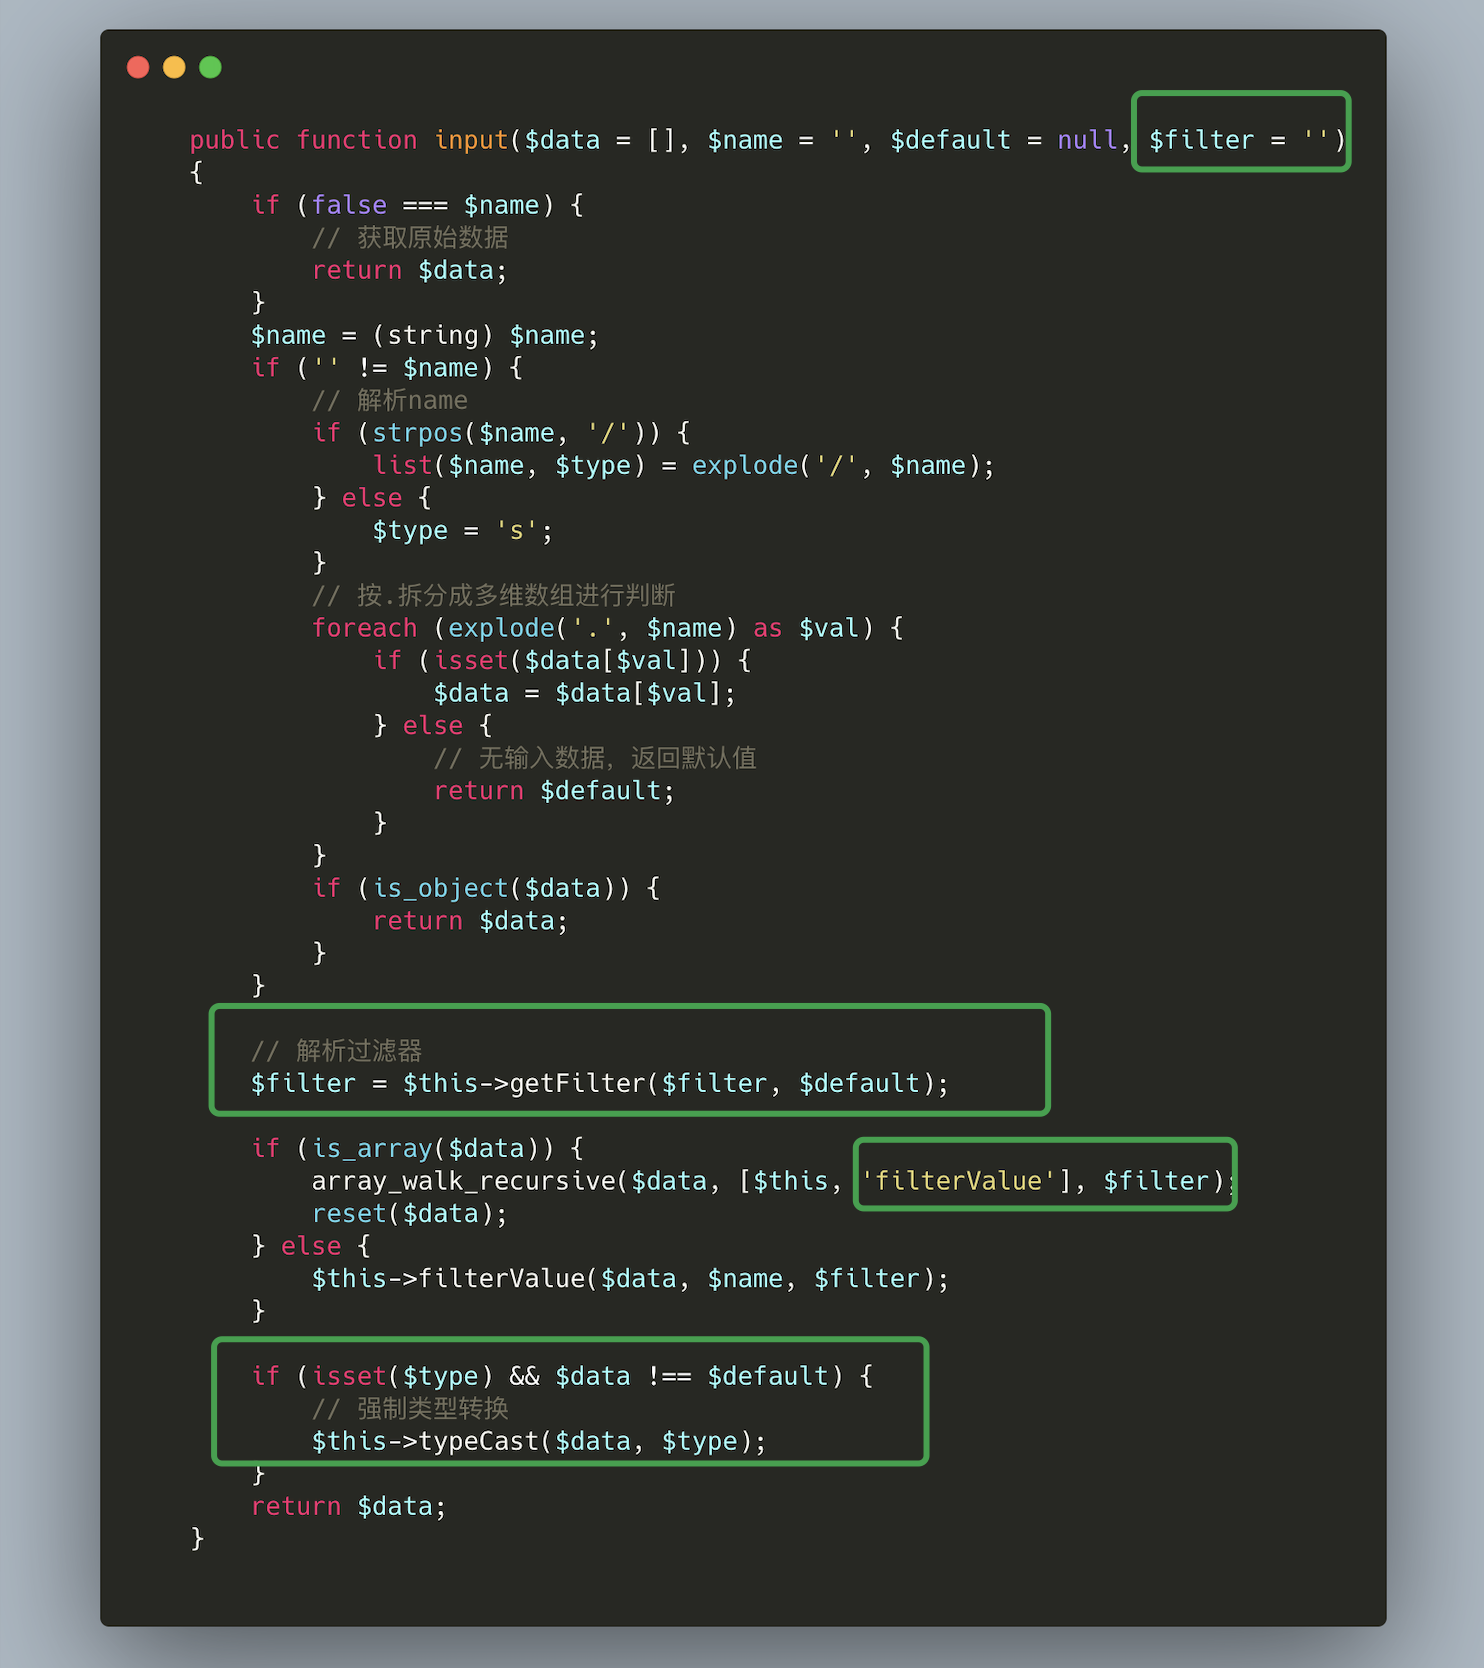 public function input($data = [], $name = '', $default = null, $filter = '')
{
    if (false === $name) {
        // 获取原始数据
        return $data;
    }
    $name = (string) $name;
    if ('' != $name) {
        // 解析name
        if (strpos($name, '/')) {
            list($name, $type) = explode('/', $name);
        } else {
            $type = 's';
        }
        // 按.拆分成多维数组进行判断
        foreach (explode('.', $name) as $val) {
            if (isset($data[$val])) {
                $data = $data[$val];
            } else {
                // 无输入数据，返回默认值
                return $default;
            }
        }
        if (is_object($data)) {
            return $data;
        }
    }
    // 解析过滤器
    $filter = $this->getFilter($filter, $default);
    if (is_array($data)) {
        array_walk_recursive($data, [$this, 'filterValue'], $filter);
        reset($data);
    } else {
        $this->filterValue($data, $name, $filter);
    }
    if (isset($type) && $data !== $default) {
        // 强制类型转换
        $this->typeCast($data, $type);
    }
    return $data;
}